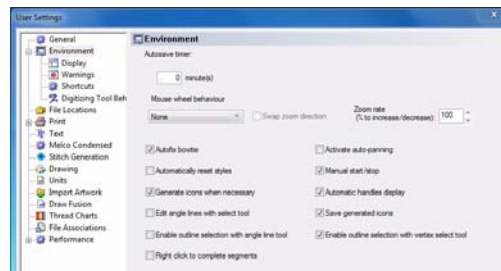 User Settings
General
Environment
Display
Warnings
Shortcuts
Digitizing Tool Beh
File Locations
Print
Text
Melco Condensed
Stitch Generation
Drawing
Units
Import Artwork
Draw Fusion
Thread Charts
File Associations
Performance
Environment
Autosave timer:
0 minute(s)
Mouse wheel behaviour
None
Swap zoom direction
Zoom rate
(% to increase/decrease): 100
Autofix bowtie
Activate auto-panning
Automatically reset styles
Manual start/stop
Generate icons when necessary
Automatic handles display
Edit angle lines with select tool
Save generated icons
Enable outline selection with angle line tool
Enable outline selection with vertex select tool
Right click to complete segments